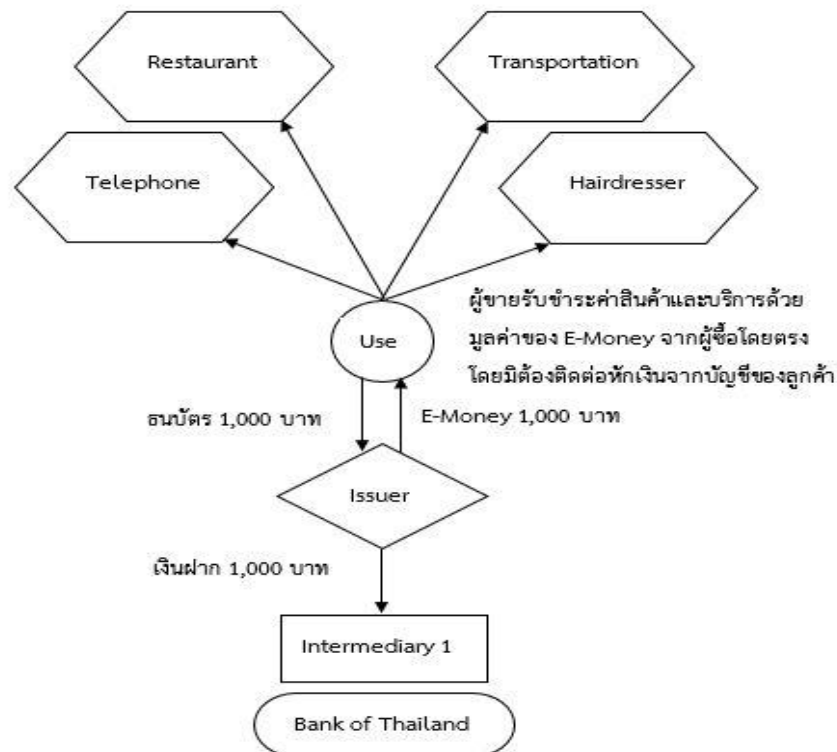 Restaurant
Transportation
Telephone
Hairdresser
ผู้ขายรับชำระค่าสินค้าและบริการด้วย
มูลค่าของ E-Money จากผู้ซื้อโดยตรง
โดยมิต้องติดต่อหักเงินจากบัญชีของลูกค้า
Use
ธนบัตร 1,000 บาท
E-Money 1,000 บาท
Issuer
เงินฝาก 1,000 บาท
Intermediary 1
Bank of Thailand